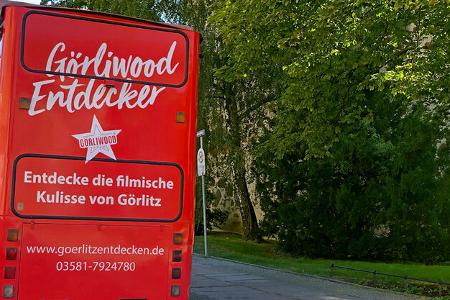 Görliwood
Entdecker
GÖRLIWOOD
Entdecke die filmische
Kulisse von Görlitz
www.goerlitzentdecken.de
03581-7924780